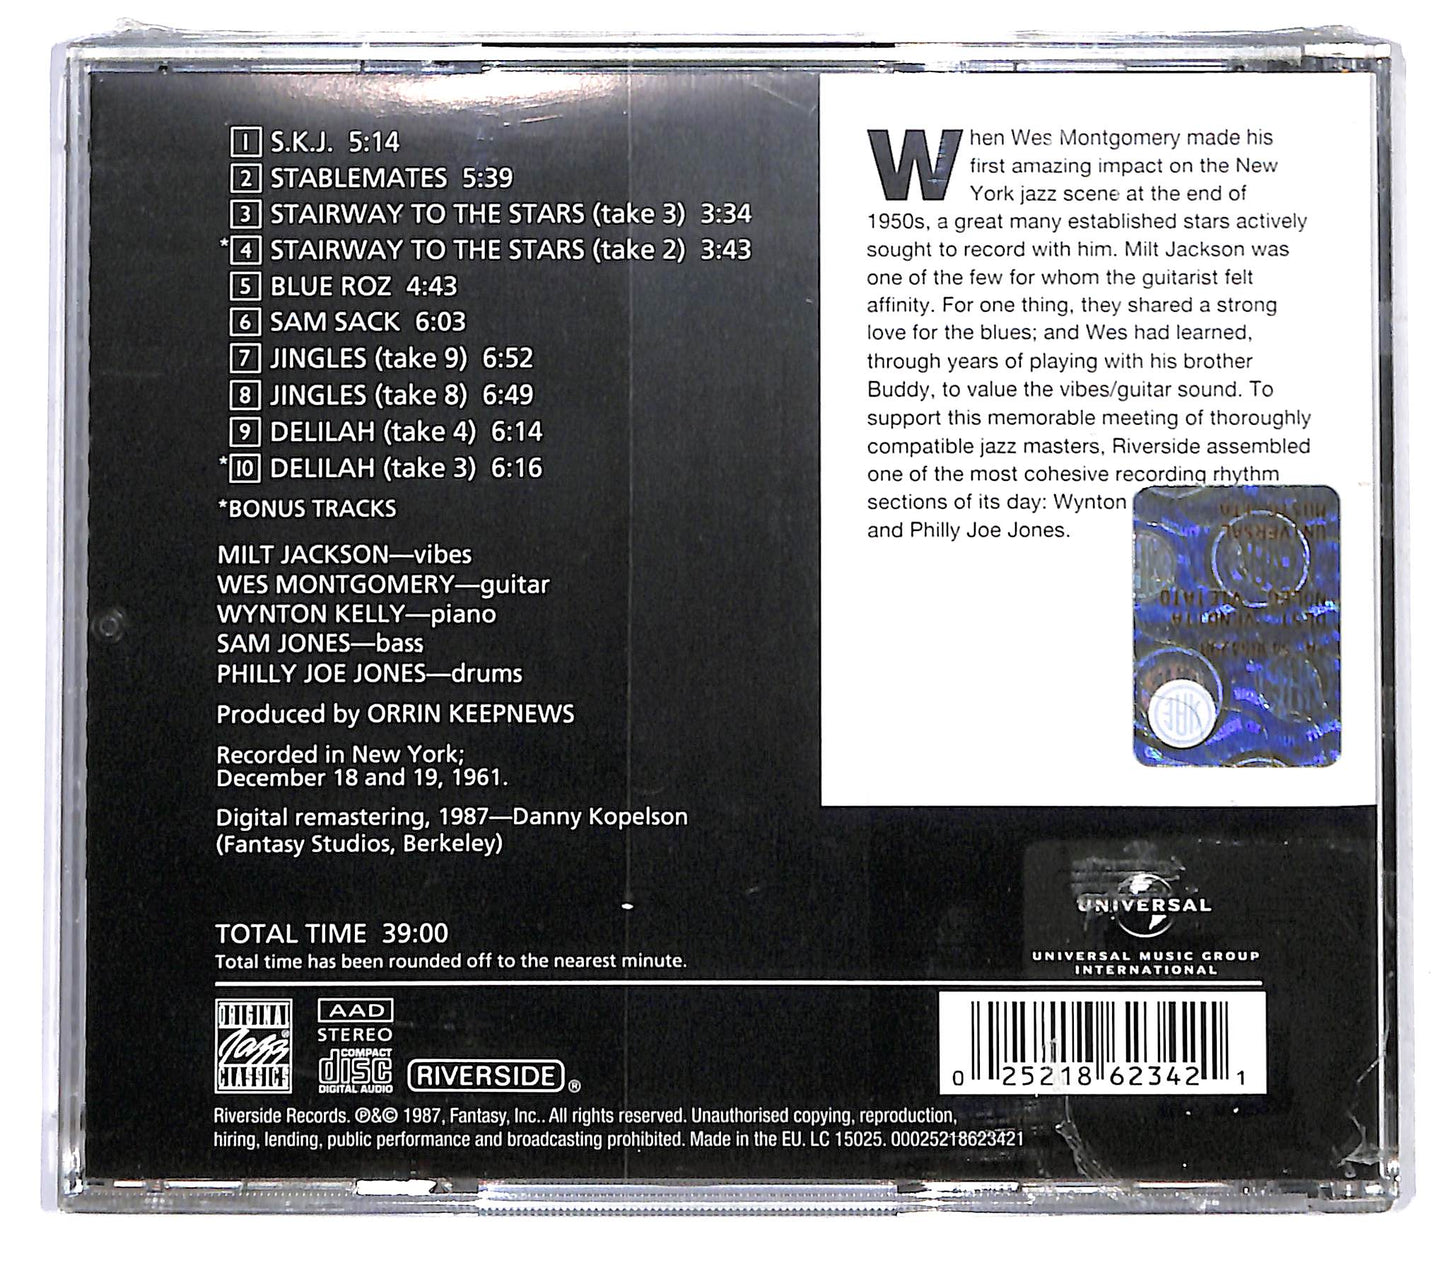 1 S.K.J. 5:14
2 STABLEMATES 5:39
3 STAIRWAY TO THE STARS (take 3) 3:34
*4 STAIRWAY TO THE STARS (take 2) 3:43
5 BLUE ROZ 4:43
6 SAM SACK 6:03
7 JINGLES (take 9) 6:52
8 JINGLES (take 8) 6:49
9 DELILAH (take 4) 6:14
*10 DELILAH (take 3) 6:16
*BONUS TRACKS
MILT JACKSON—vibes
WES MONTGOMERY—guitar
WYNTON KELLY—piano
SAM JONES—bass
PHILLY JOE JONES—drums
Produced by ORRIN KEEPNEWS
Recorded in New York;
December 18 and 19, 1961.
Digital remastering, 1987—Danny Kopelson
(Fantasy Studios, Berkeley)
TOTAL TIME 39:00
Total time has been rounded off to the nearest minute.
When Wes Montgomery made his
first amazing impact on the New
York jazz scene at the end of
1950s, a great many established stars actively
sought to record with him. Milt Jackson was
one of the few for whom the guitarist felt
affinity. For one thing, they shared a strong
love for the blues; and Wes had learned,
through years of playing with his brother
Buddy, to value the vibes/guitar sound. To
support this memorable meeting of thoroughly
compatible jazz masters, Riverside assembled
one of the most cohesive recording rhythm
sections of its day: Wynton
and Philly Joe Jones.
UNIVERSAL
UNIVERSAL
UNIVERSAL MUSIC GROUP
INTERNATIONAL
ORIGINAL
Jazz®
CLASSICS
AAD
STEREO
COMPACT
disc
DIGITAL AUDIO
RIVERSIDE®
0 25218 62342 1
Riverside Records. ℗&© 1987, Fantasy, Inc.. All rights reserved. Unauthorised copying, reproduction,
hiring, lending, public performance and broadcasting prohibited. Made in the EU. LC 15025. 00025218623421